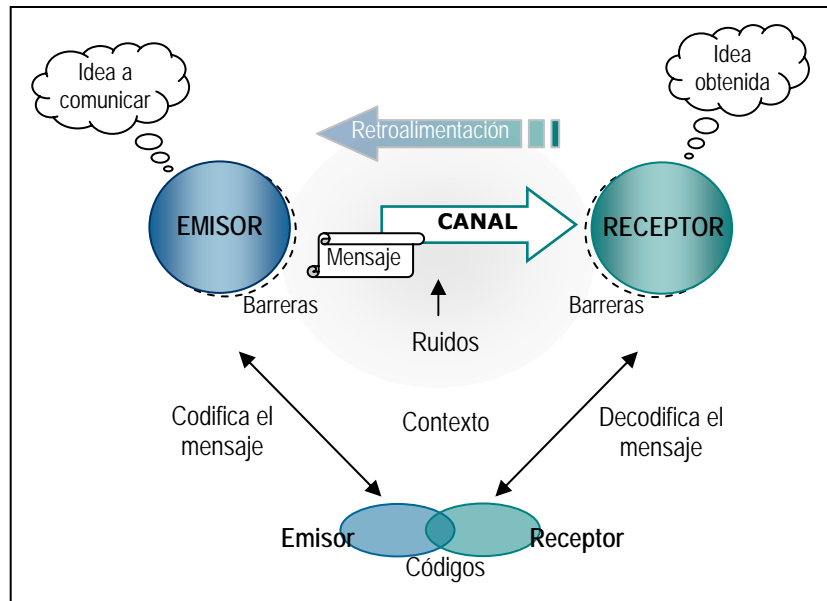 Idea a
comunicar
Idea
obtenida
Retroalimentación
EMISOR
CANAL
RECEPTOR
Mensaje
Barreras
Barreras
Ruidos
Codifica el
mensaje
Contexto
Decodifica el
mensaje
Emisor
Receptor
Códigos